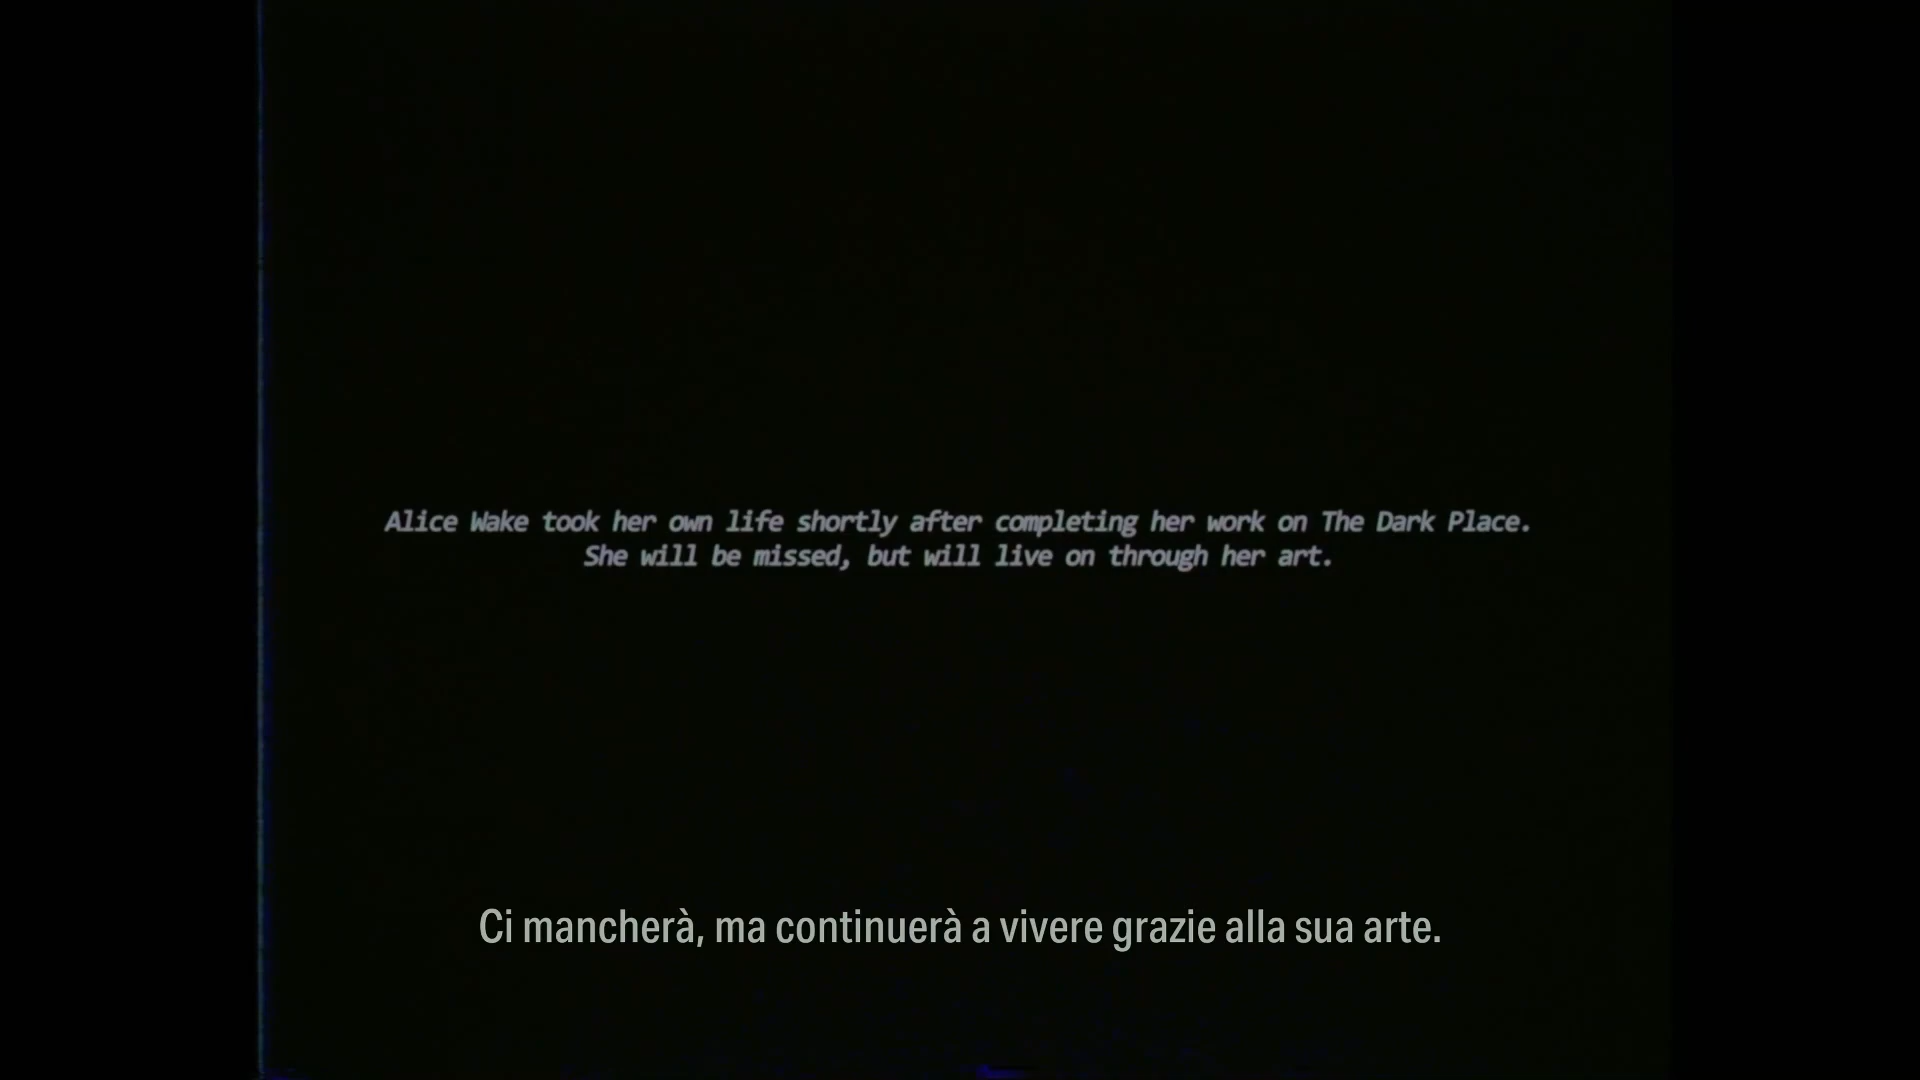 Alice Wake took her own life shortly after completing her work on The Dark Place.
She will be missed, but will live on through her art.
Ci mancherà, ma continuerà a vivere grazie alla sua arte.